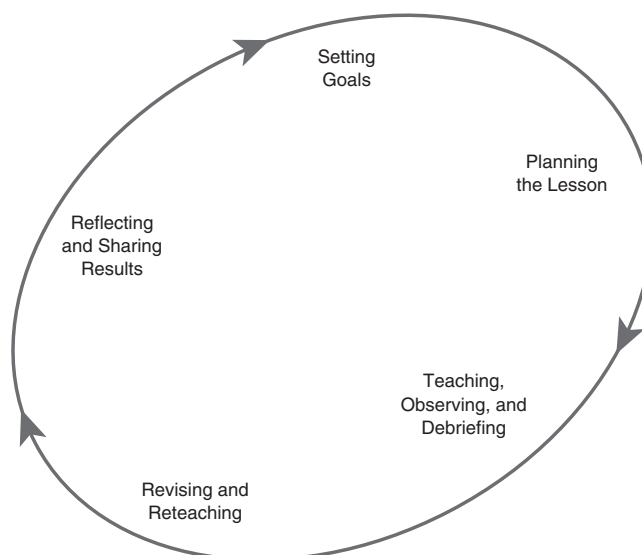 Setting
Goals
Planning
the Lesson
Teaching,
Observing, and
Debriefing
Revising and
Reteaching
Reflecting
and Sharing
Results